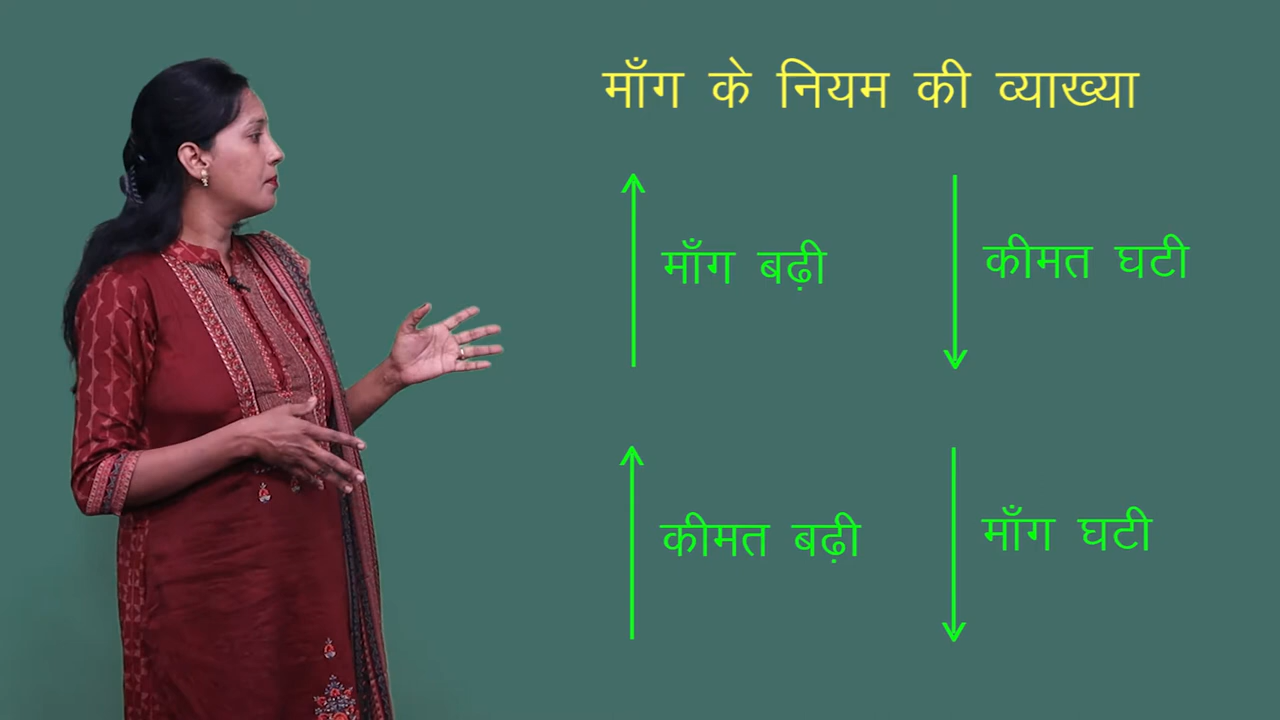 माँग के नियम की व्याख्या
माँग बढ़ी
कीमत घटी
कीमत बढ़ी
माँग घटी